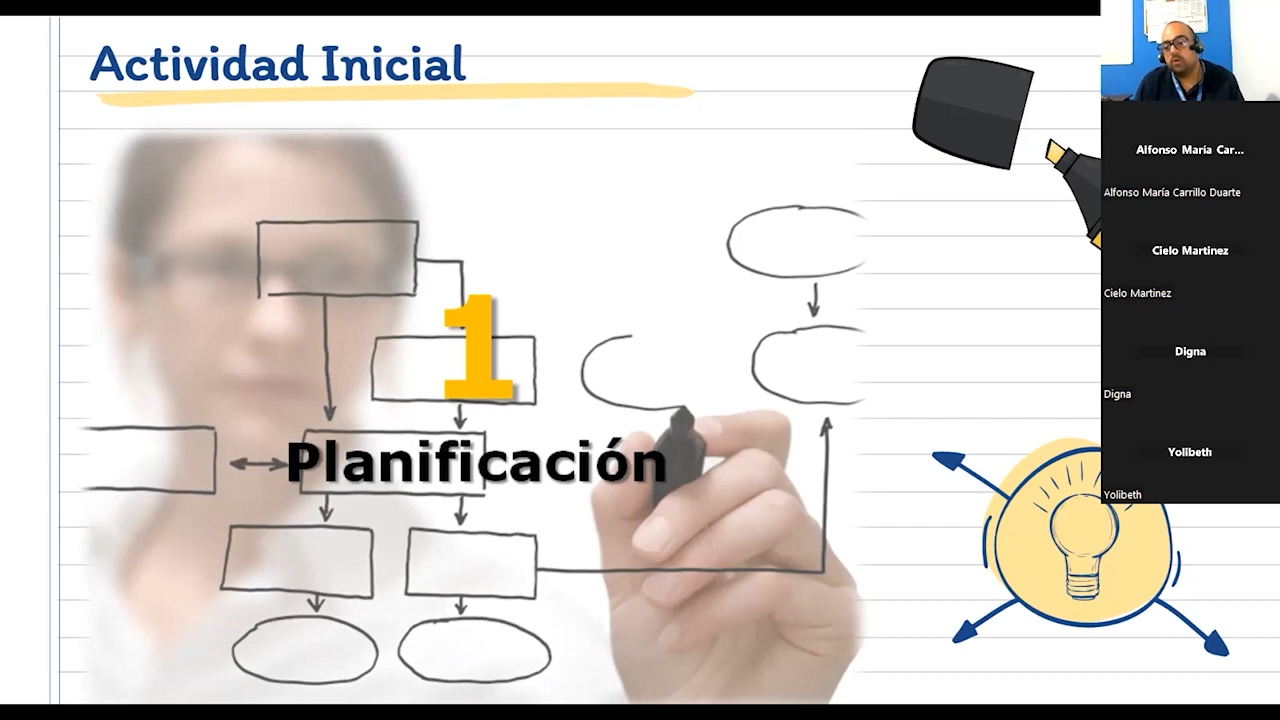 Actividad Inicial
1
Planificación
Alfonso María Car...
Alfonso María Carrillo Duarte
Cielo Martinez
Cielo Martinez
Digna
Digna
Yolibeth
Yolibeth